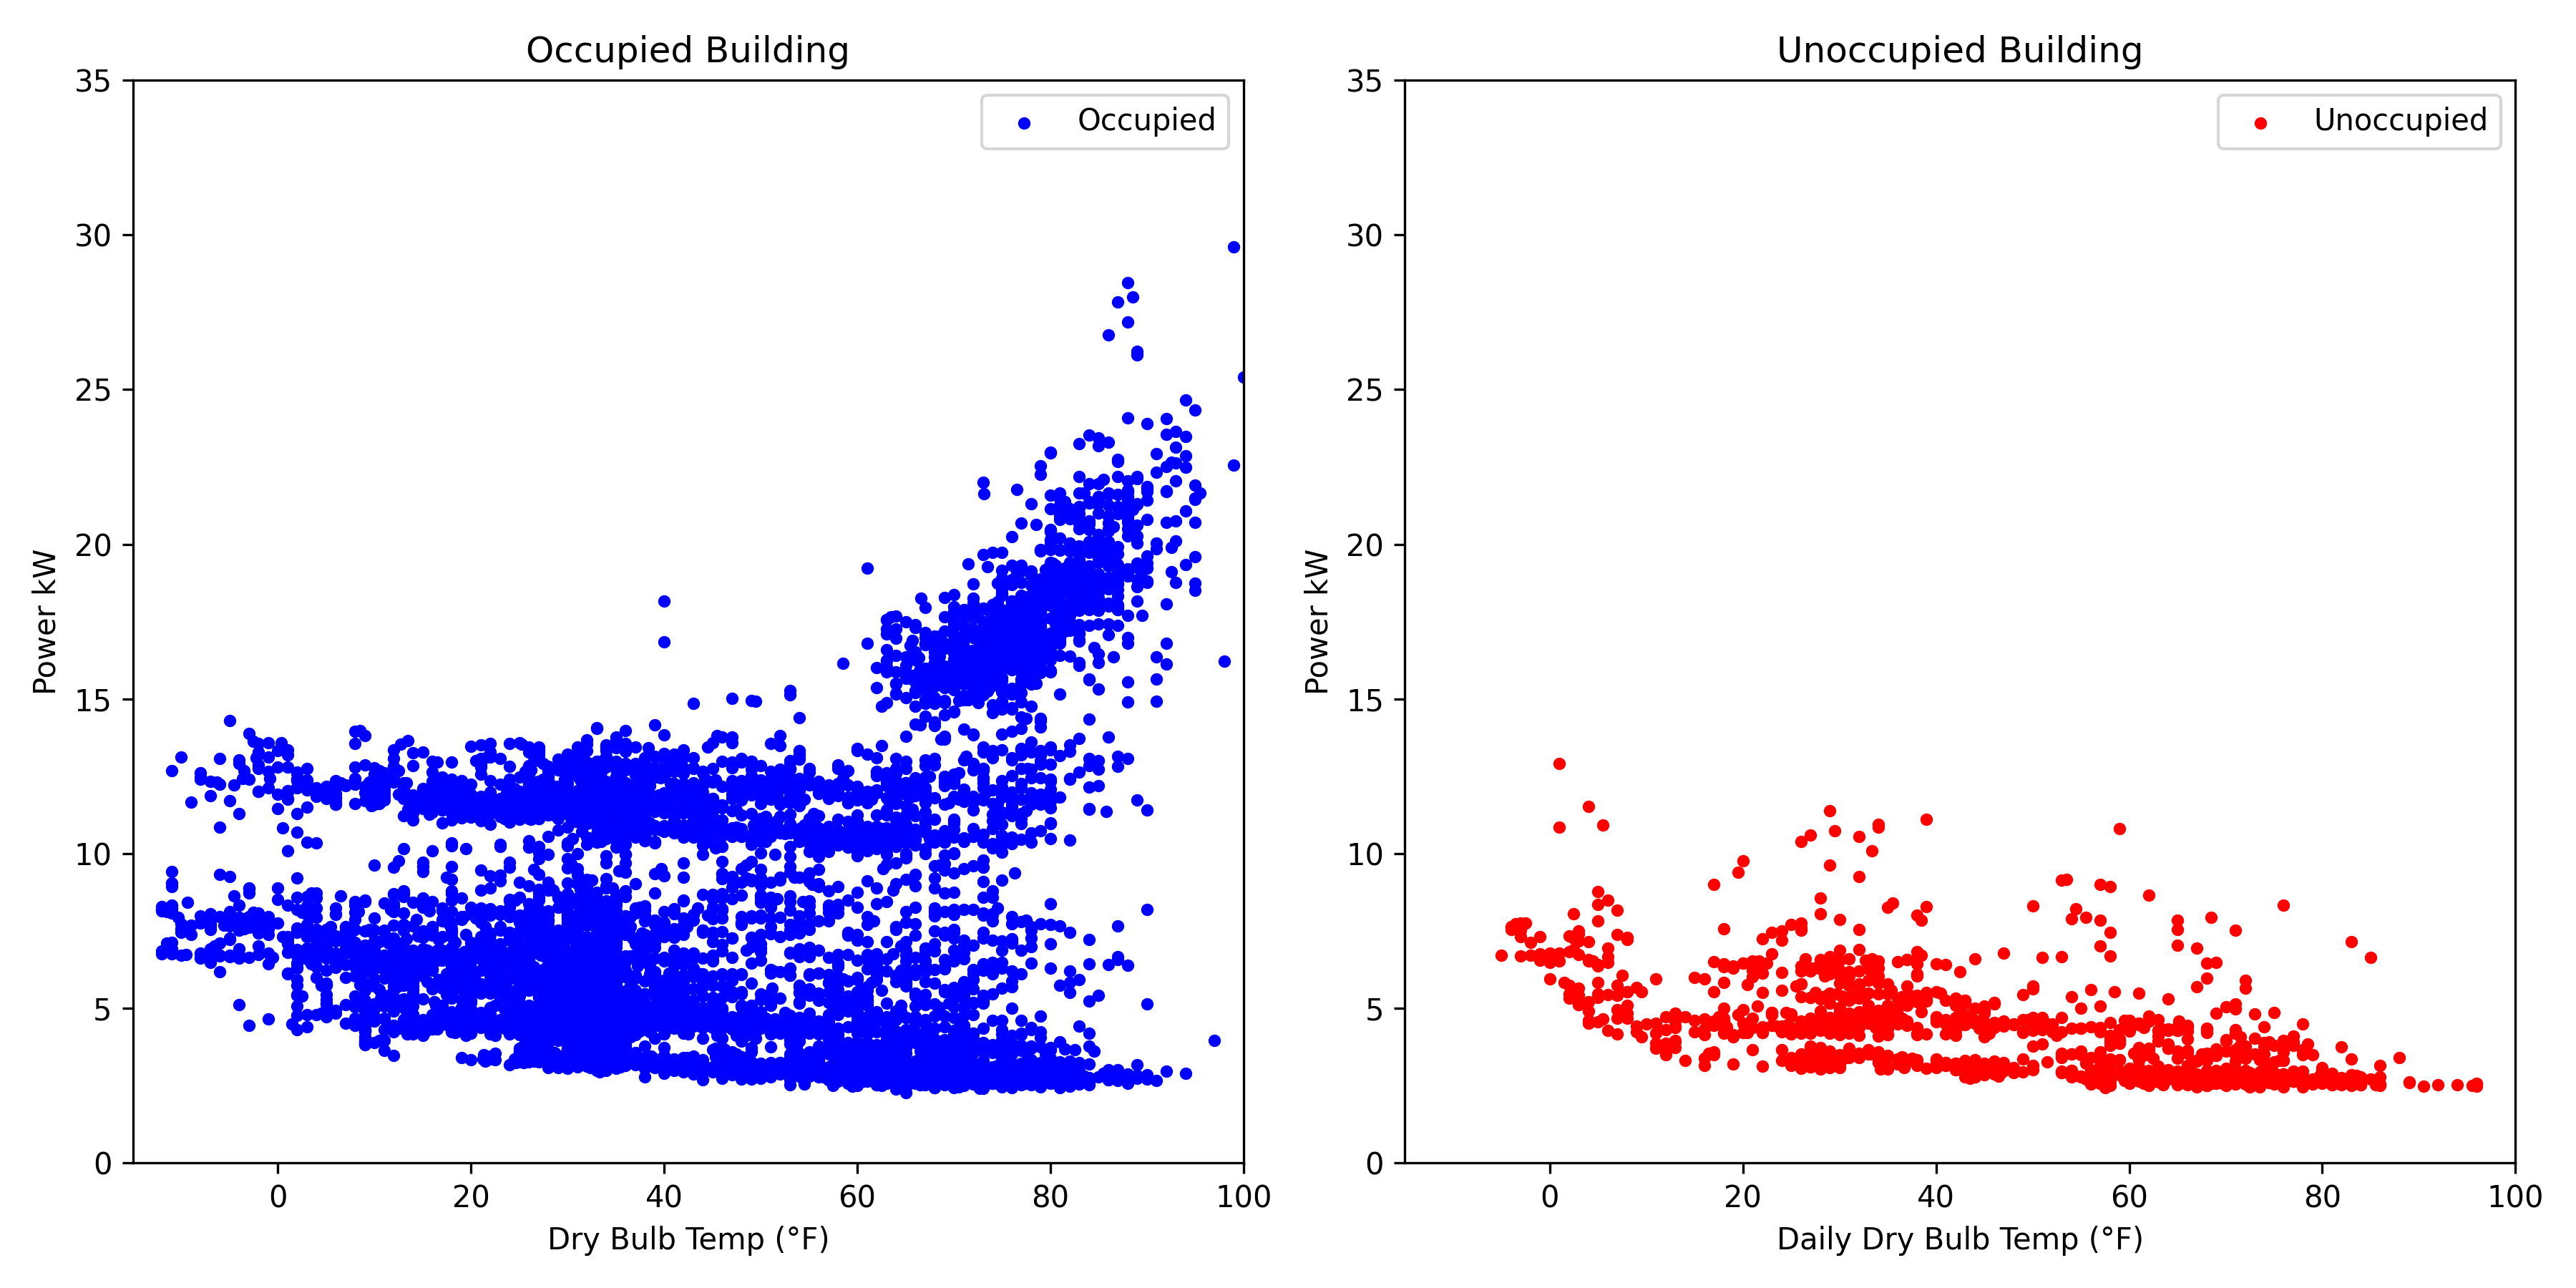 Occupied Building
Occupied
35
30
25
20
15
10
5
0
Power kW
0 20 40 60 80 100
Dry Bulb Temp (°F)
Unoccupied Building
Unoccupied
35
30
25
20
15
10
5
0
Power kW
0 20 40 60 80 100
Daily Dry Bulb Temp (°F)